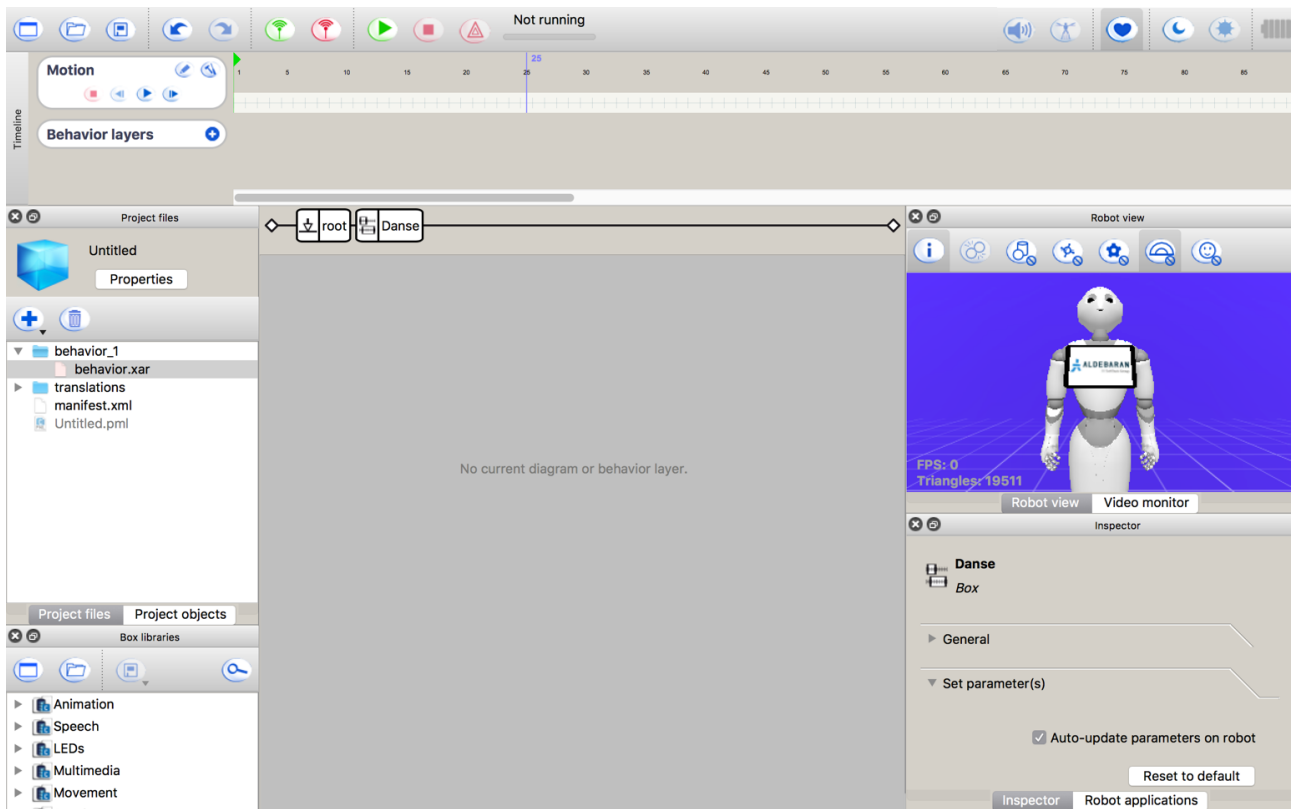 Not running
Timeline
Motion
25
1 5 10 15 20 25 30 35 40 45 50 55 60 65 70 75 80 85
Behavior layers
Project files
root
Danse
Robot view
Untitled
Properties
behavior_1
behavior.xar
translations
manifest.xml
Untitled.pml
No current diagram or behavior layer.
ALDEBARAN
FPS: 0
Triangles: 19511
Robot view
Video monitor
Inspector
Danse
Box
Project files
Project objects
Box libraries
General
Set parameter(s)
Animation
Speech
LEDs
Multimedia
Movement
Auto-update parameters on robot
Reset to default
Inspector
Robot applications